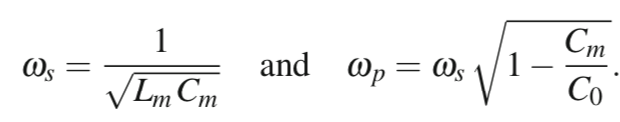 ω_s = 1/√(L_m C_m) and ω_p = ω_s √(1 − C_m/C_0).